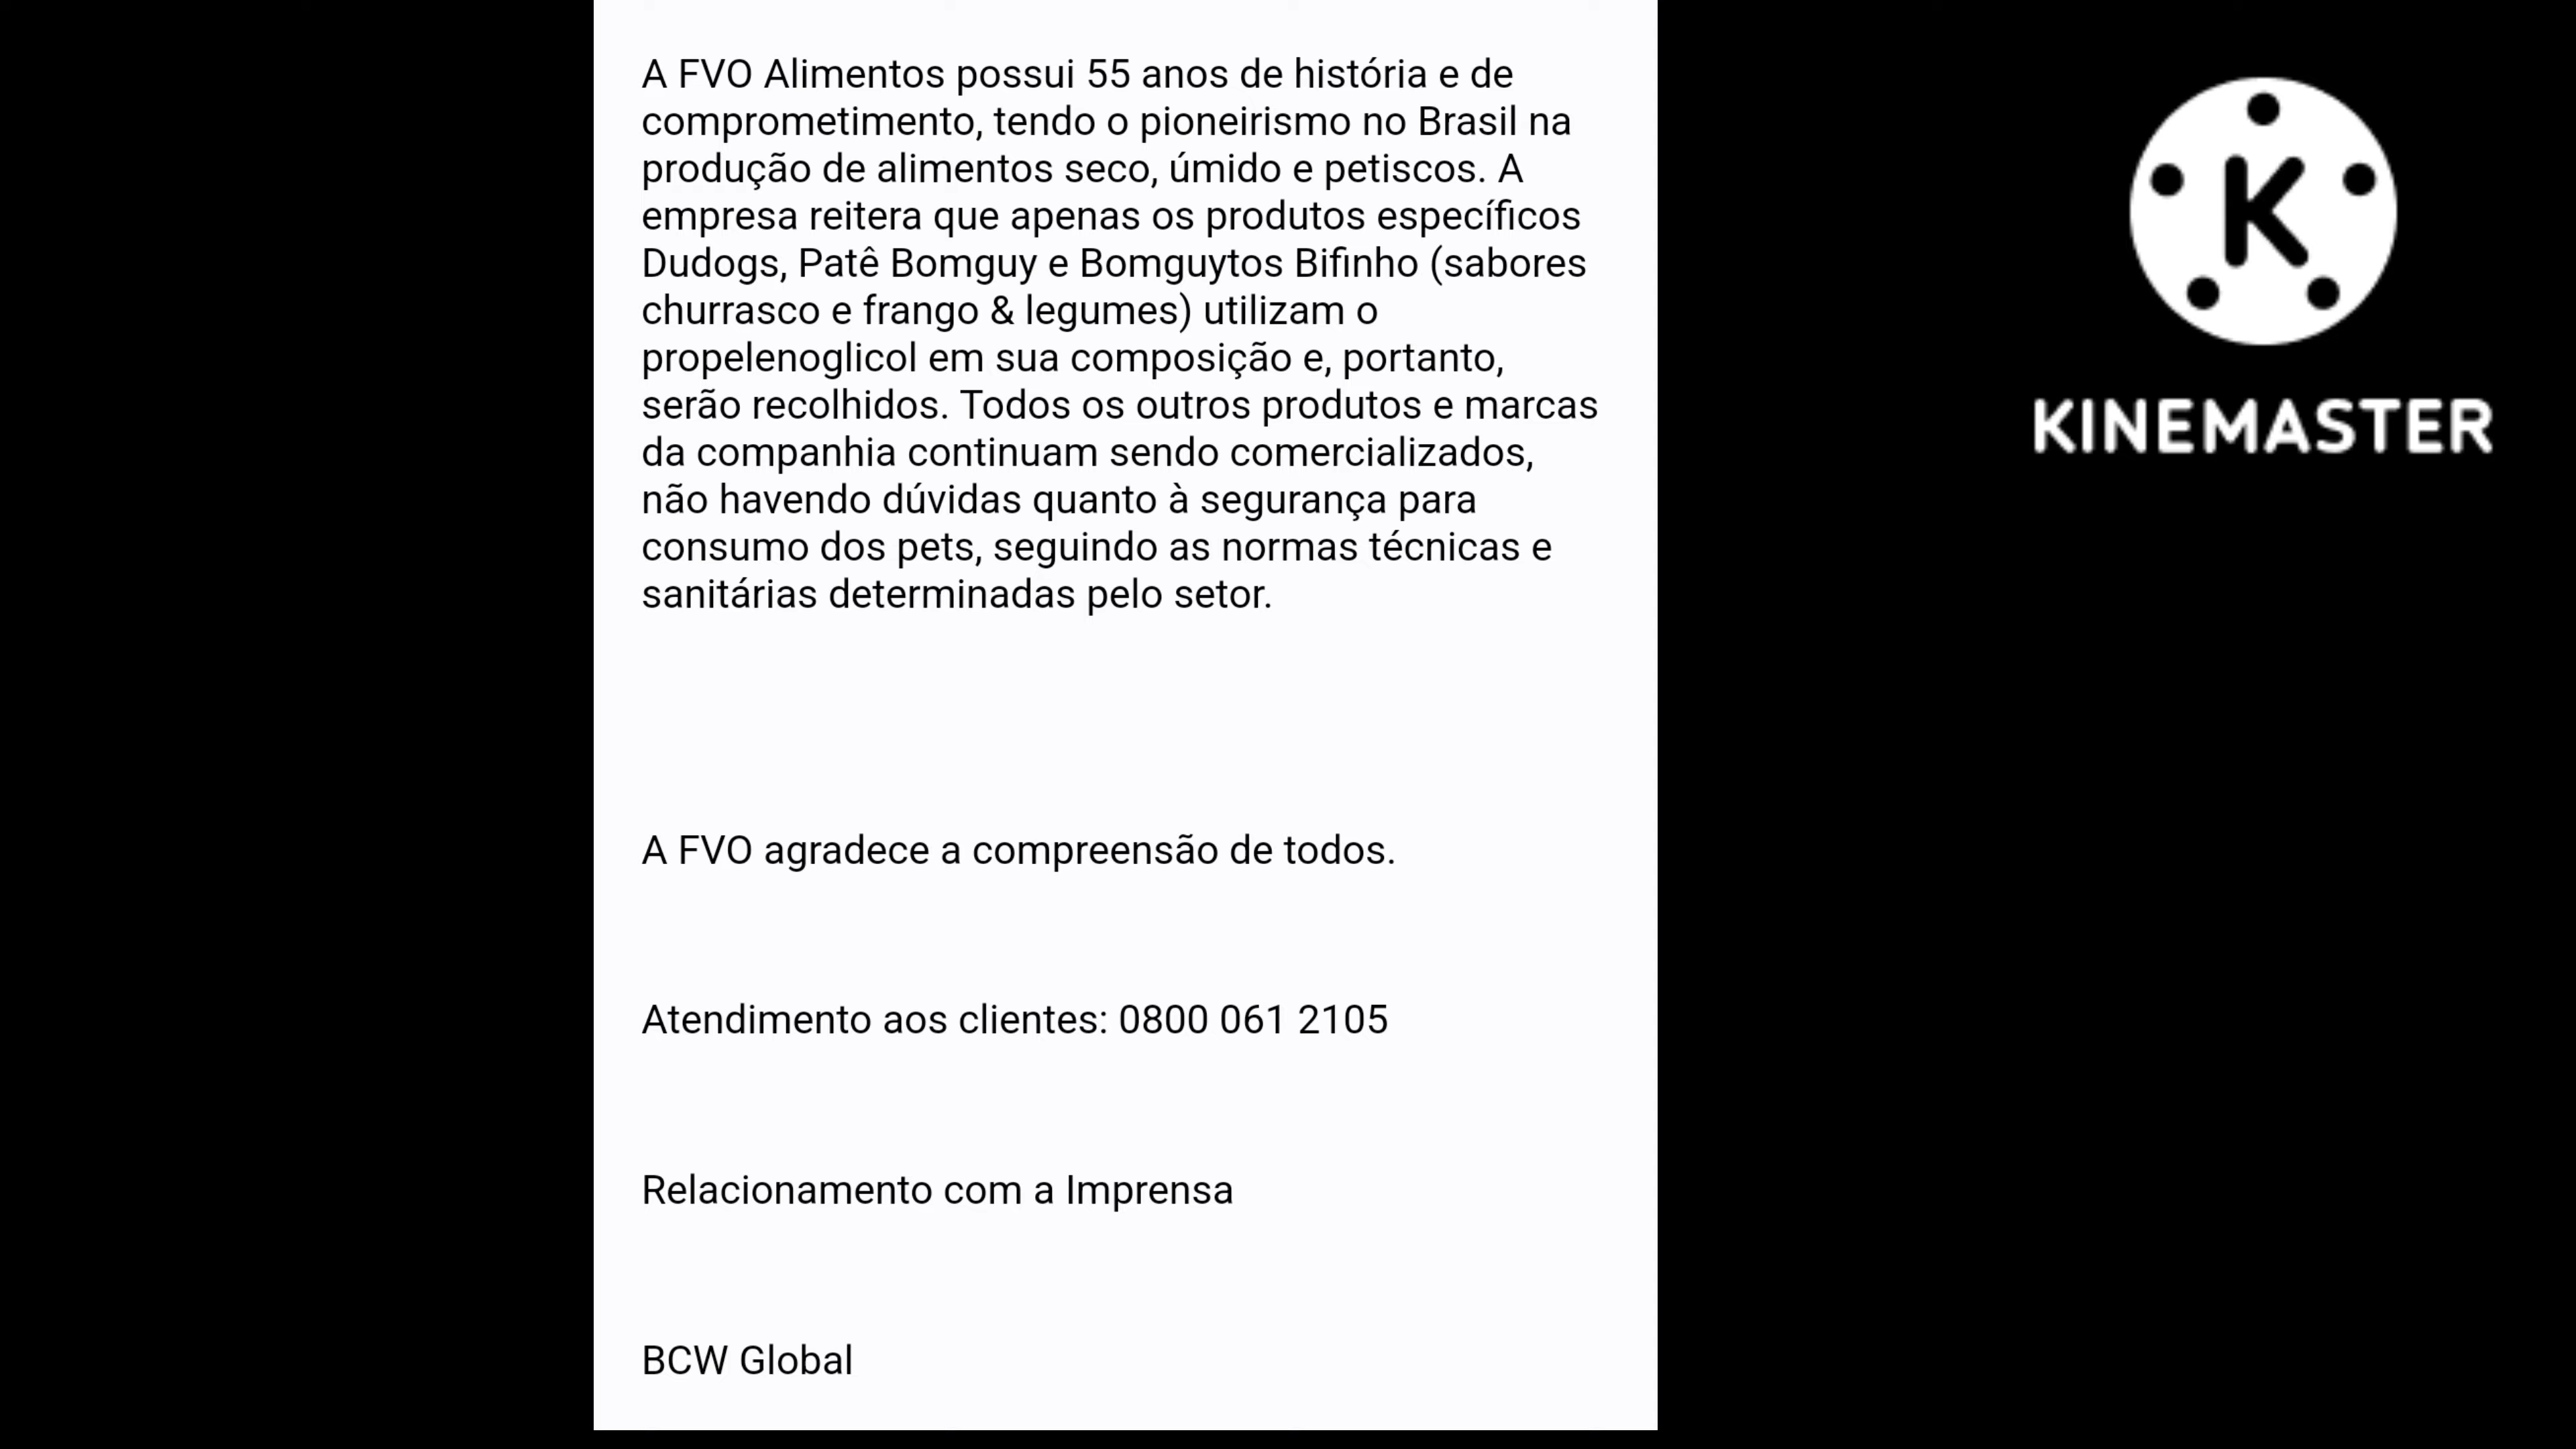 A FVO Alimentos possui 55 anos de história e de
comprometimento, tendo o pioneirismo no Brasil na
produção de alimentos seco, úmido e petiscos. A
empresa reitera que apenas os produtos específicos
Dudogs, Patê Bomguy e Bomguytos Bifinho (sabores
churrasco e frango & legumes) utilizam o
propelenoglicol em sua composição e, portanto,
serão recolhidos. Todos os outros produtos e marcas
da companhia continuam sendo comercializados,
não havendo dúvidas quanto à segurança para
consumo dos pets, seguindo as normas técnicas e
sanitárias determinadas pelo setor.
A FVO agradece a compreensão de todos.
Atendimento aos clientes: 0800 061 2105
Relacionamento com a Imprensa
BCW Global
K
KINEMASTER